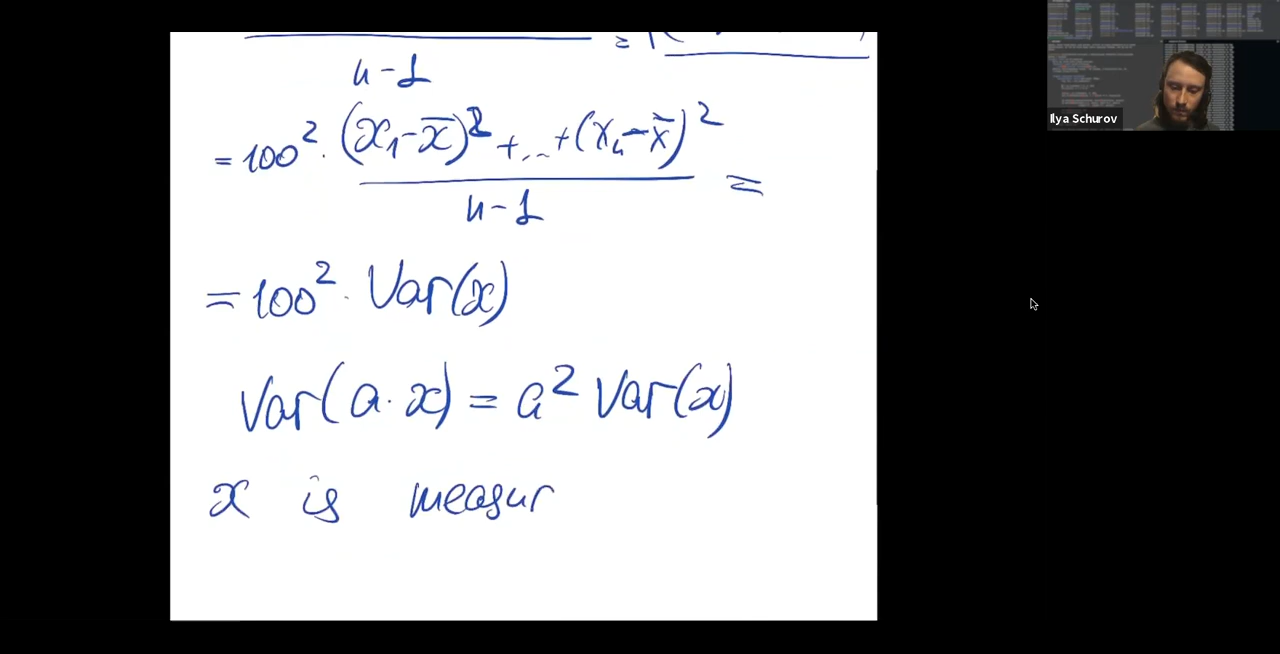 n-1
= 100². (x₁-x̄)²+...+(xₙ-x̄)² =
n-1
= 100². Var(x)
Var(a·x) = a² Var(x)
x is measur
Ilya Schurov